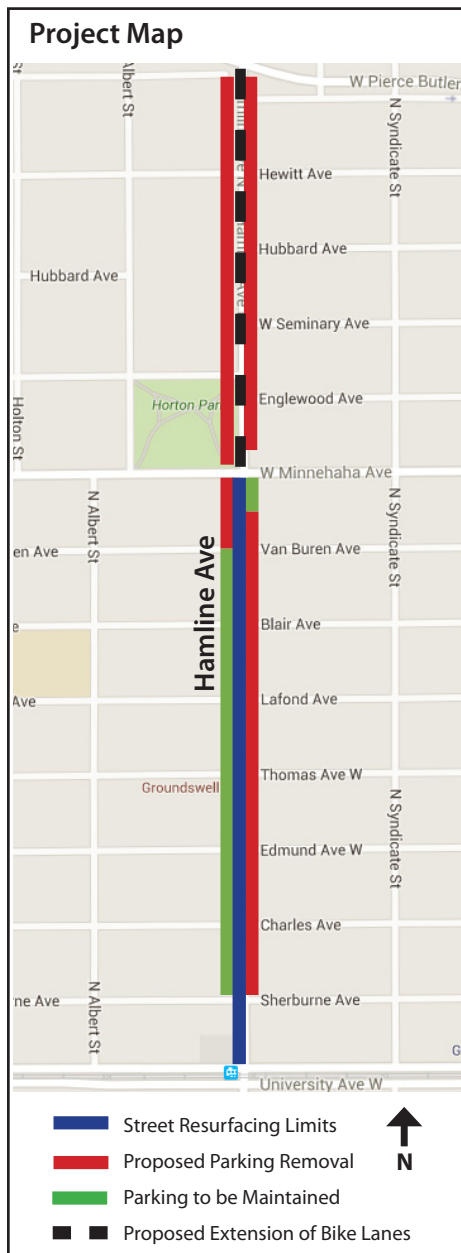 Project Map
Albert St
W Pierce Butler
N Syndicate St
Hewitt Ave
Hubbard Ave
Hubbard Ave
W Seminary Ave
Englewood Ave
Horton Par
Holton St
W Minnehaha Ave
N Albert St
N Syndicate St
en Ave
Van Buren Ave
Hamline Ave
e
Blair Ave
Ave
Lafond Ave
Groundswell
Thomas Ave W
N Syndicate St
Edmund Ave W
Charles Ave
N Albert St
ne Ave
Sherburne Ave
G
University Ave W
Street Resurfacing Limits
Proposed Parking Removal
N
Parking to be Maintained
Proposed Extension of Bike Lanes